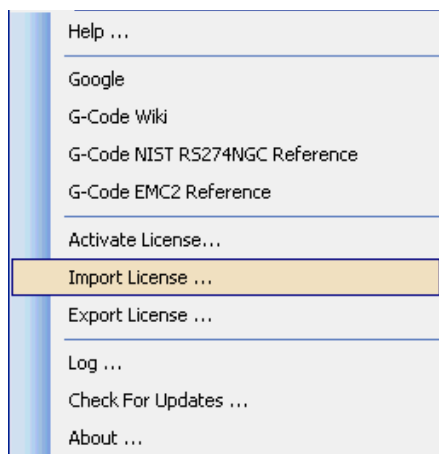 Help ...
Google
G-Code Wiki
G-Code NIST RS274NGC Reference
G-Code EMC2 Reference
Activate License...
Import License ...
Export License ...
Log ...
Check For Updates ...
About ...